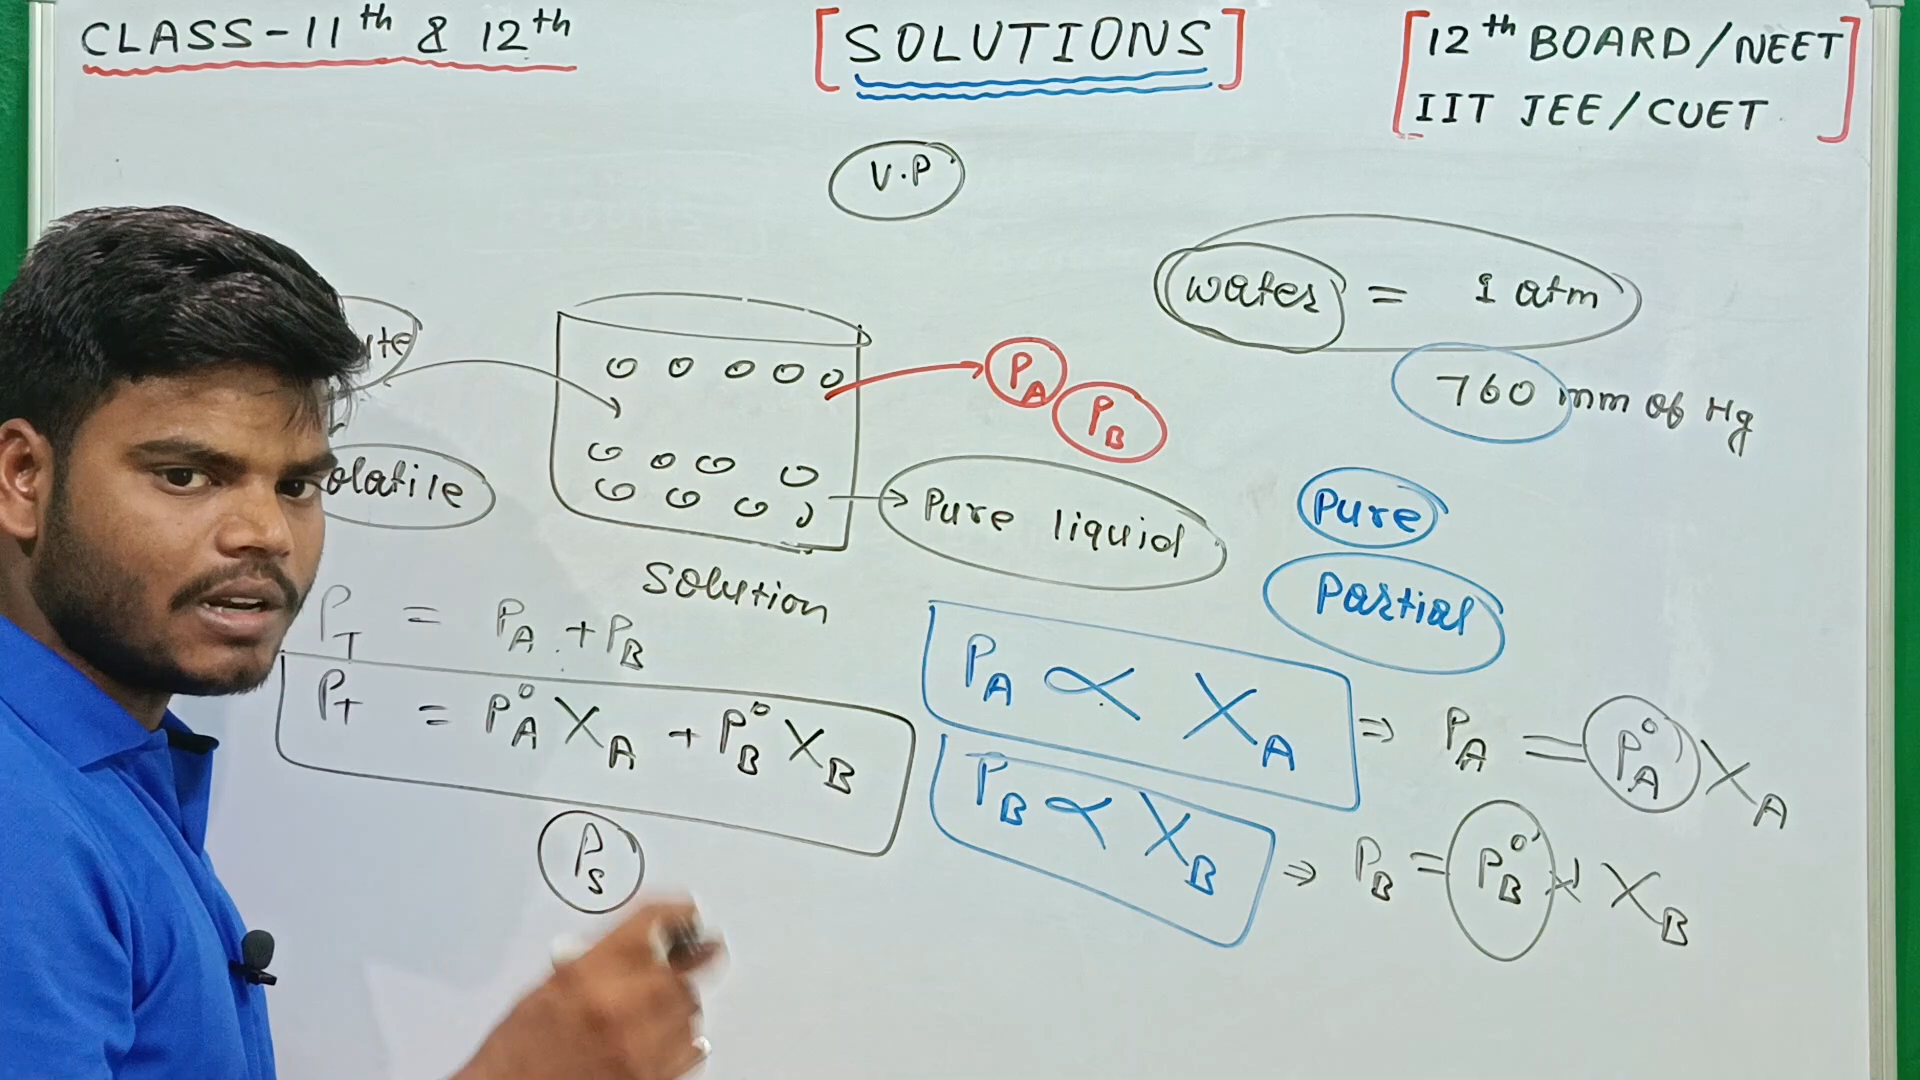 CLASS-11th & 12th
[SOLUTIONS]
[12th BOARD/NEET
IIT JEE/CUET]
V.P
water = 1 atm
760 mm of Hg
PA
PB
Pure liquid
Solution
Pure
Partial
PT = PA + PB
PT = P°A XA + P°B XB
Ps
PA ∝ XA ⇒ PA = P°A XA
PB ∝ XB ⇒ PB = P°B × XB